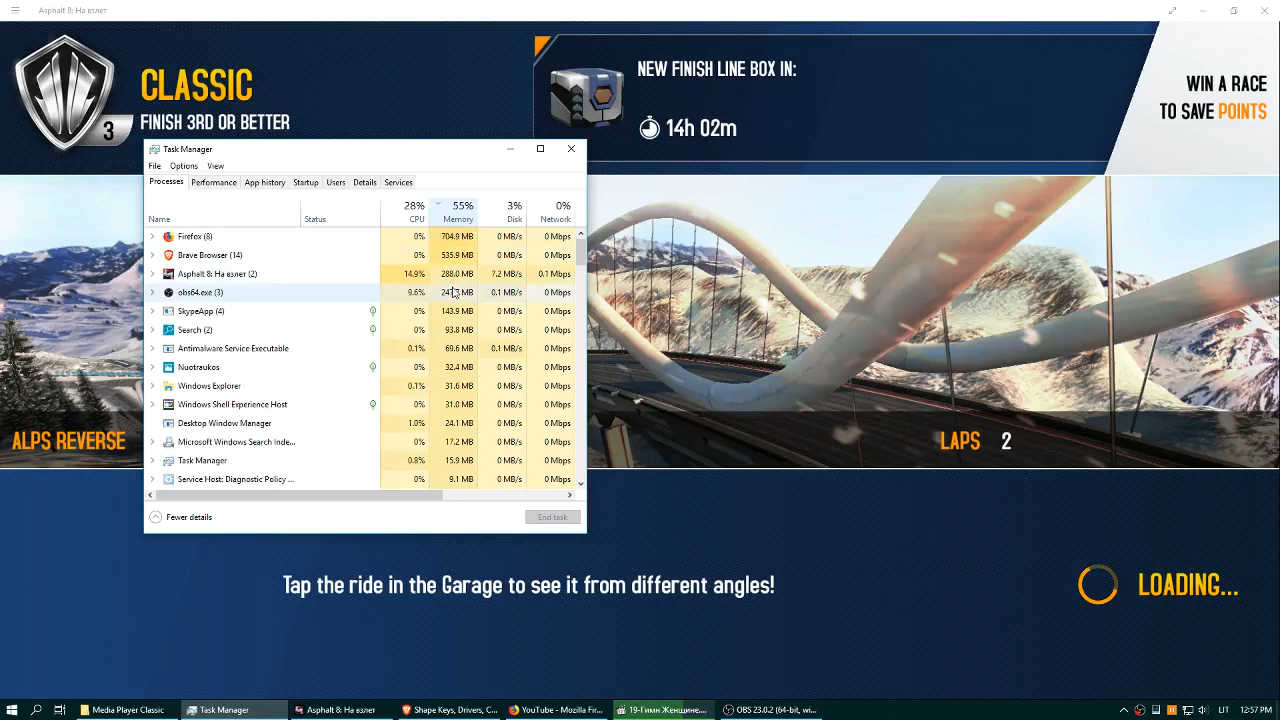 Asphalt 8: На взлет
CLASSIC
FINISH 3RD OR BETTER
3
NEW FINISH LINE BOX IN:
14h 02m
WIN A RACE
TO SAVE POINTS
Task Manager
File Options View
Processes Performance App history Startup Users Details Services
28% 55% 3% 0%
Name Status CPU Memory Disk Network
Firefox (8) 0% 704.9 MB 0 MB/s 0 Mbps
Brave Browser (14) 0% 535.9 MB 0 MB/s 0 Mbps
Asphalt 8: На взлет (2) 14.9% 288.0 MB 7.2 MB/s 0.1 Mbps
obs64.exe (3) 9.6% MB 0.1 MB/s 0 Mbps
SkypeApp (4) 0% 143.9 MB 0 MB/s 0 Mbps
Search (2) 0% 93.8 MB 0 MB/s 0 Mbps
Antimalware Service Executable 0.1% 69.6 MB 0.1 MB/s 0 Mbps
Nuotraukos 0% 32.4 MB 0 MB/s 0 Mbps
Windows Explorer 0.1% 31.6 MB 0 MB/s 0 Mbps
Windows Shell Experience Host 0% 31.0 MB 0 MB/s 0 Mbps
Desktop Window Manager 1.0% 24.1 MB 0 MB/s 0 Mbps
Microsoft Windows Search Inde... 0% 17.2 MB 0 MB/s 0 Mbps
Task Manager 0.8% 15.9 MB 0 MB/s 0 Mbps
Service Host: Diagnostic Policy ... 0% 9.1 MB 0 MB/s 0 Mbps
Fewer details End task
ALPS REVERSE
LAPS 2
Tap the ride in the Garage to see it from different angles!
LOADING...
Media Player Classic Task Manager Asphalt 8: На взлет Shape Keys, Drivers, C... YouTube - Mozilla Fir... 19-Гимн Женщине.... OBS 23.0.2 (64-bit, wi... LIT 12:57 PM